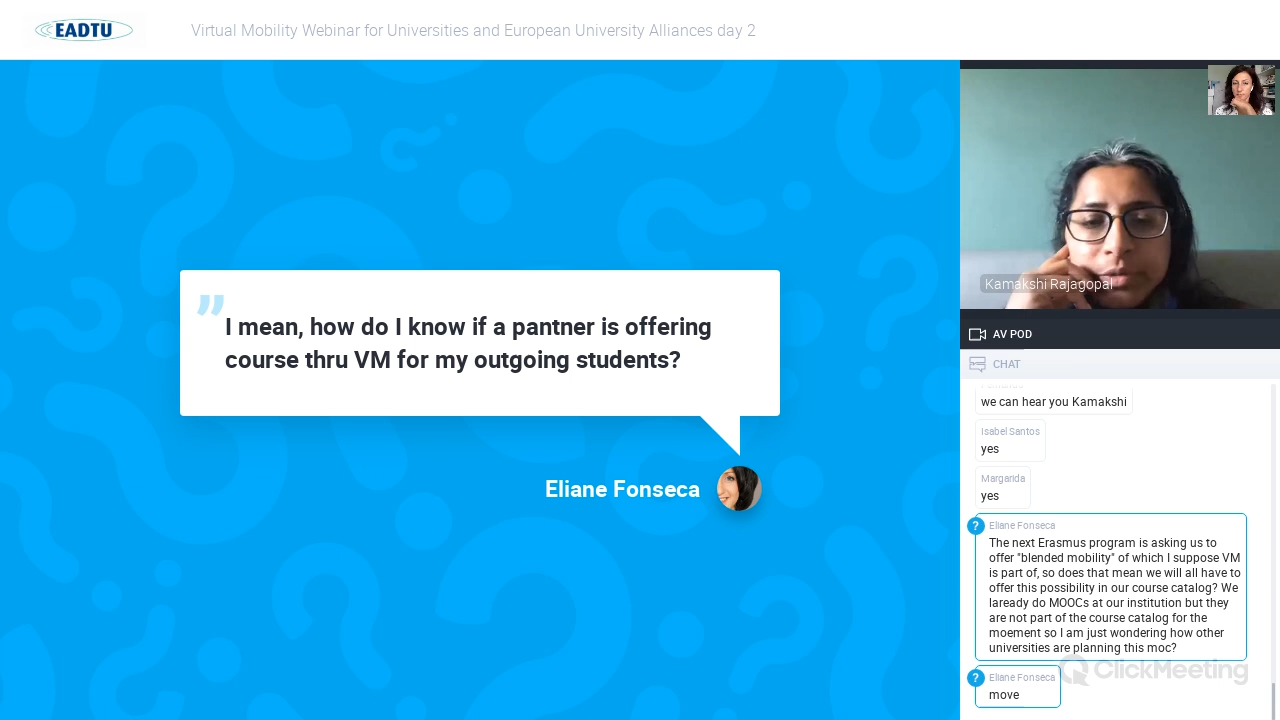 EADTU
Virtual Mobility Webinar for Universities and European University Alliances day 2
”
I mean, how do I know if a pantner is offering
course thru VM for my outgoing students?
Eliane Fonseca
Kamakshi Rajagopal
AV POD
CHAT
we can hear you Kamakshi
Isabel Santos
yes
Margarida
yes
?
Eliane Fonseca
The next Erasmus program is asking us to
offer "blended mobility" of which I suppose VM
is part of, so does that mean we will all have to
offer this possibility in our course catalog? We
laready do MOOCs at our institution but they
are not part of the course catalog for the
moement so I am just wondering how other
universities are planning this moc?
?
Eliane Fonseca
move
ClickMeeting